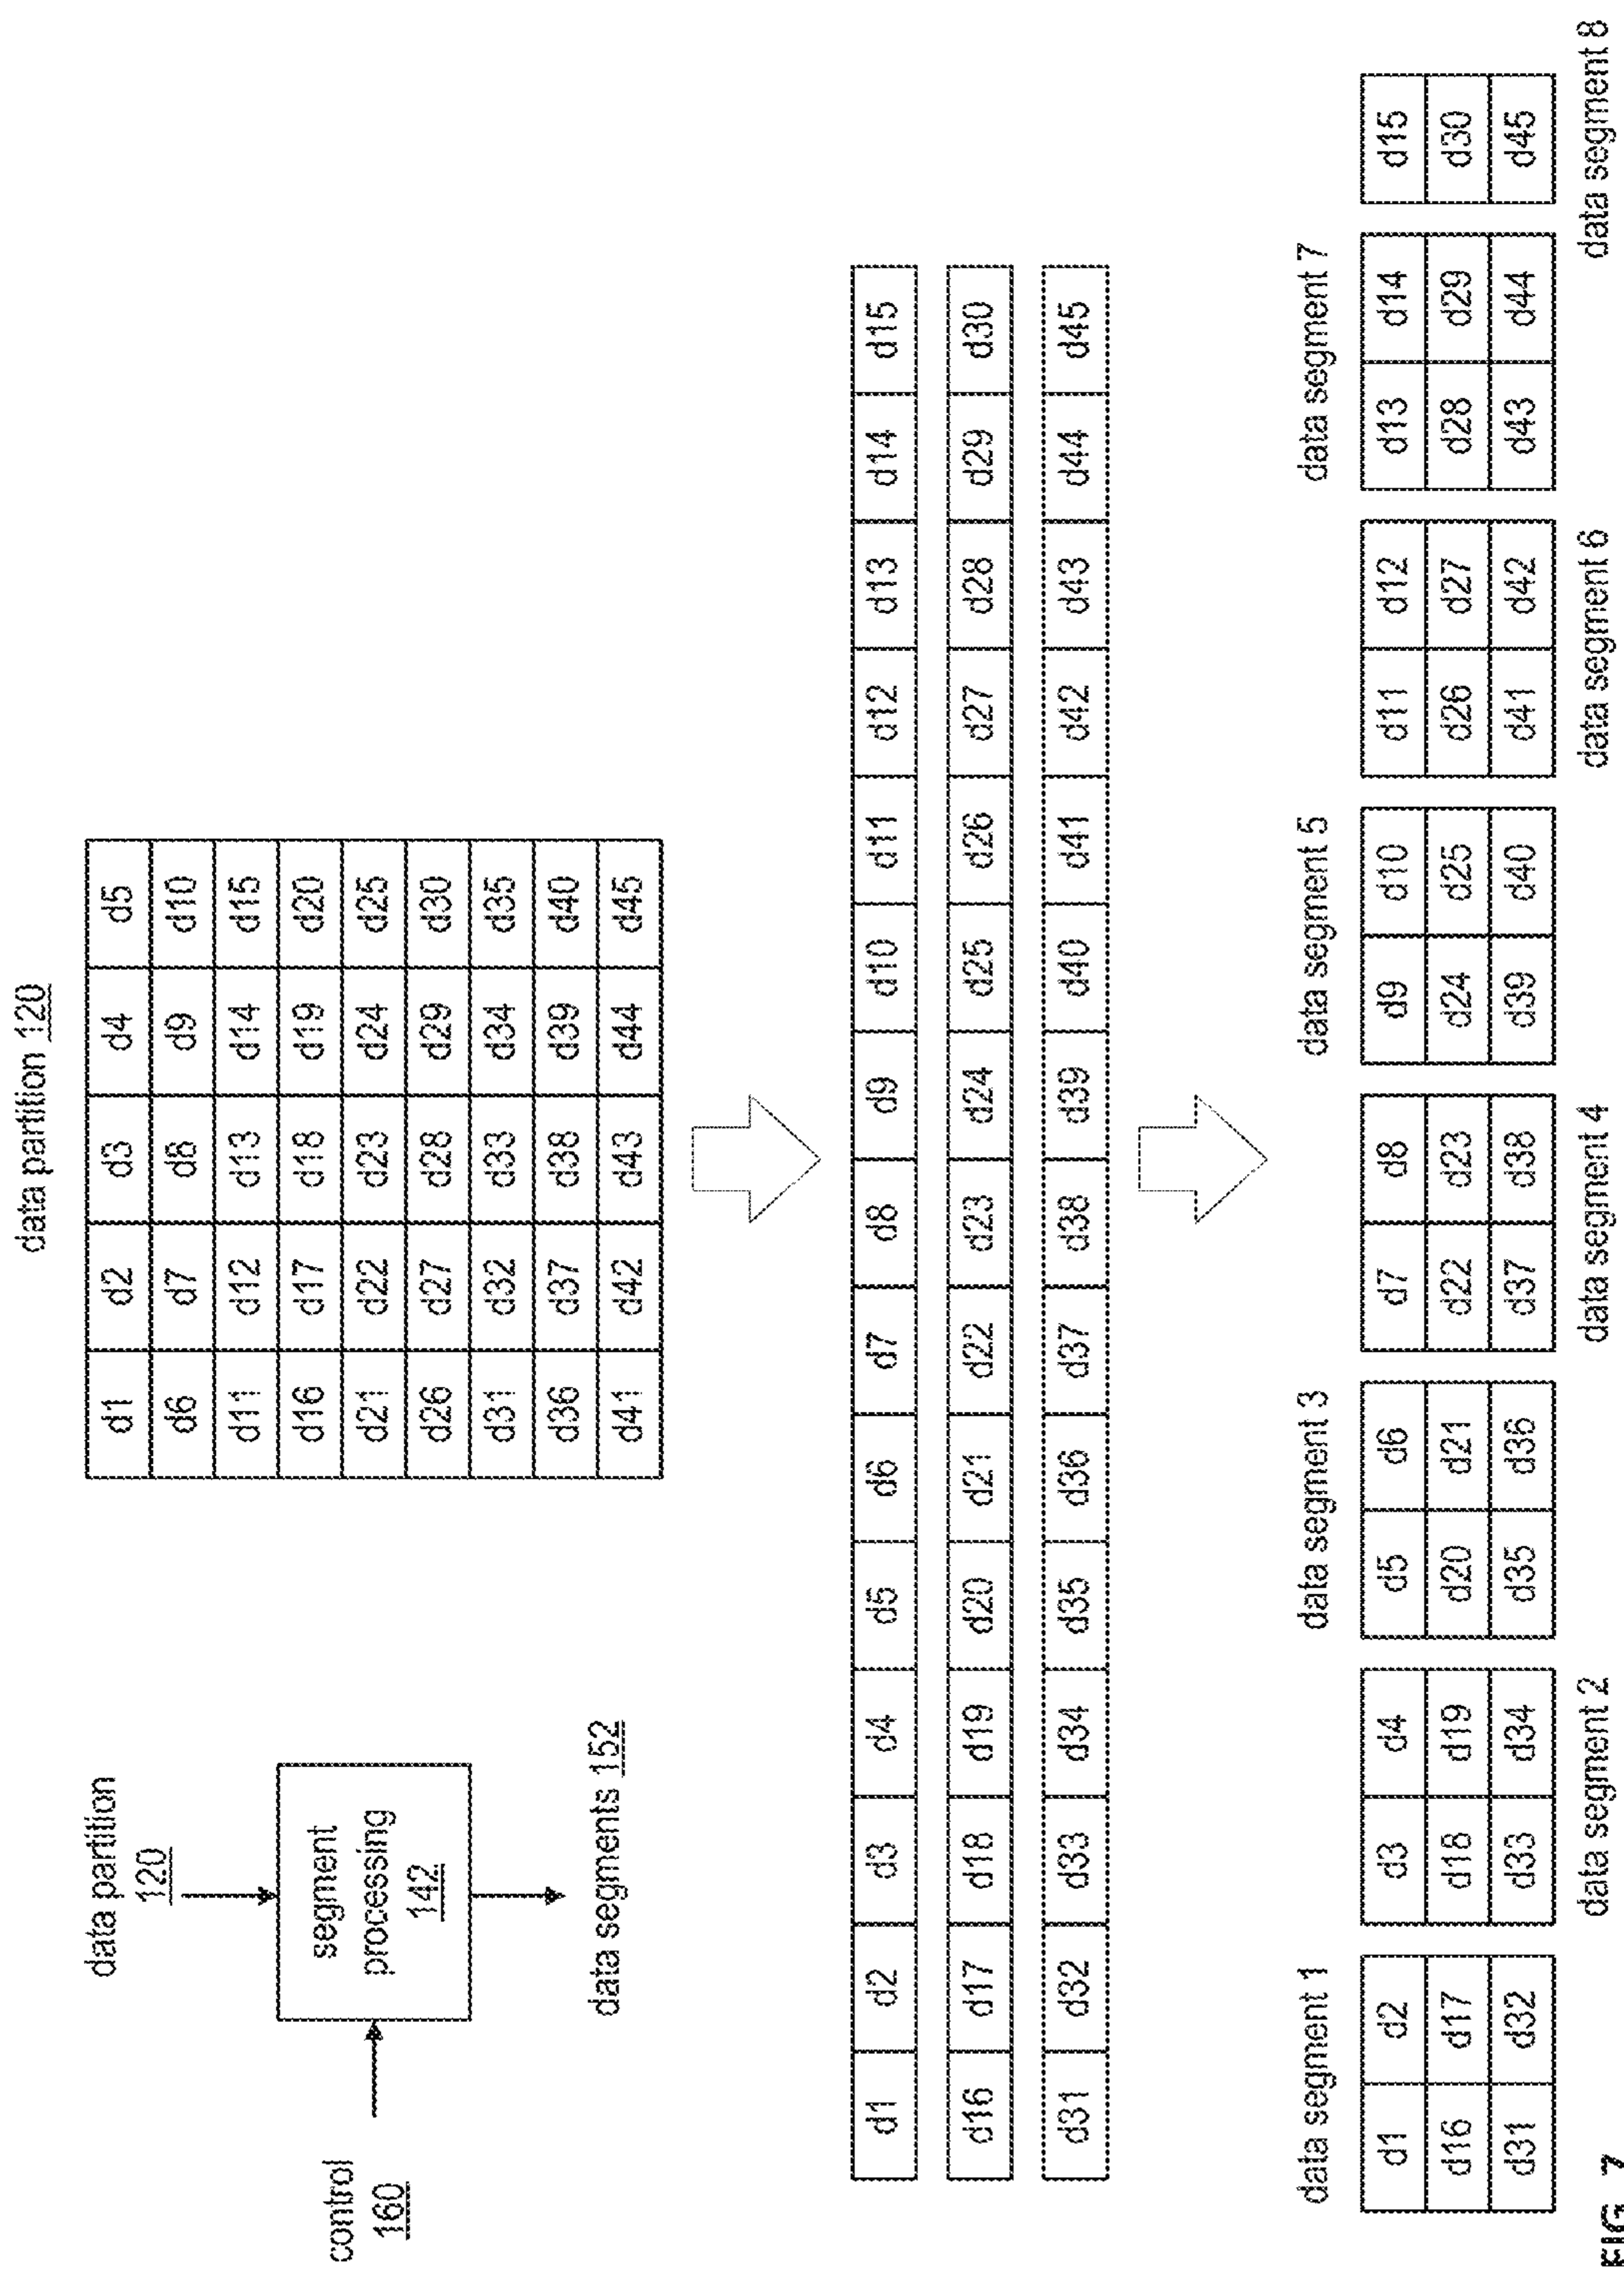 data partition 120
data partition
120
control
160
segment
processing
142
data segments 152
d1 d2 d3 d4 d5
d6 d7 d8 d9 d10
d11 d12 d13 d14 d15
d16 d17 d18 d19 d20
d21 d22 d23 d24 d25
d26 d27 d28 d29 d30
d31 d32 d33 d34 d35
d36 d37 d38 d39 d40
d41 d42 d43 d44 d45
d1 d2 d3 d4 d5 d6 d7 d8 d9 d10 d11 d12 d13 d14 d15
d16 d17 d18 d19 d20 d21 d22 d23 d24 d25 d26 d27 d28 d29 d30
d31 d32 d33 d34 d35 d36 d37 d38 d39 d40 d41 d42 d43 d44 d45
data segment 1 data segment 3 data segment 5 data segment 7
d1 d2 d3 d4 d5 d6 d7 d8 d9 d10 d11 d12 d13 d14 d15
d16 d17 d18 d19 d20 d21 d22 d23 d24 d25 d26 d27 d28 d29 d30
d31 d32 d33 d34 d35 d36 d37 d38 d39 d40 d41 d42 d43 d44 d45
data segment 2 data segment 4 data segment 6 data segment 8
FIG. 7